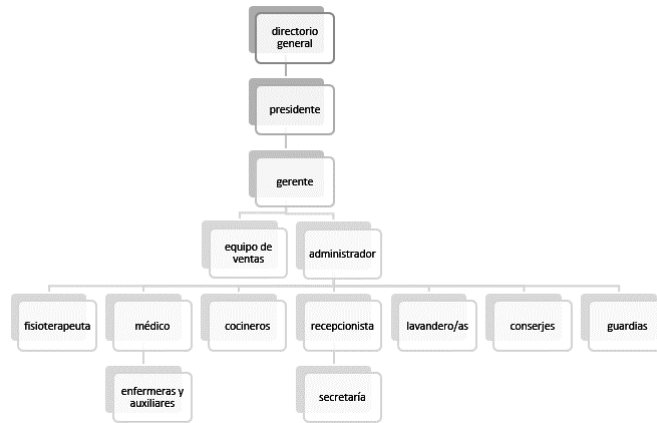 directorio
general
presidente
gerente
equipo de
ventas
administrador
fisioterapeuta
médico
cocineros
recepcionista
lavandero/as
conserjes
guardias
enfermeras y
auxiliares
secretaría